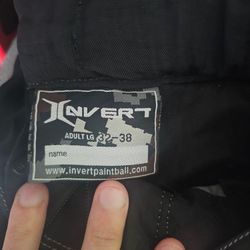 INVERT
ADULT LG 32-38
name
www.invertpaintball.com